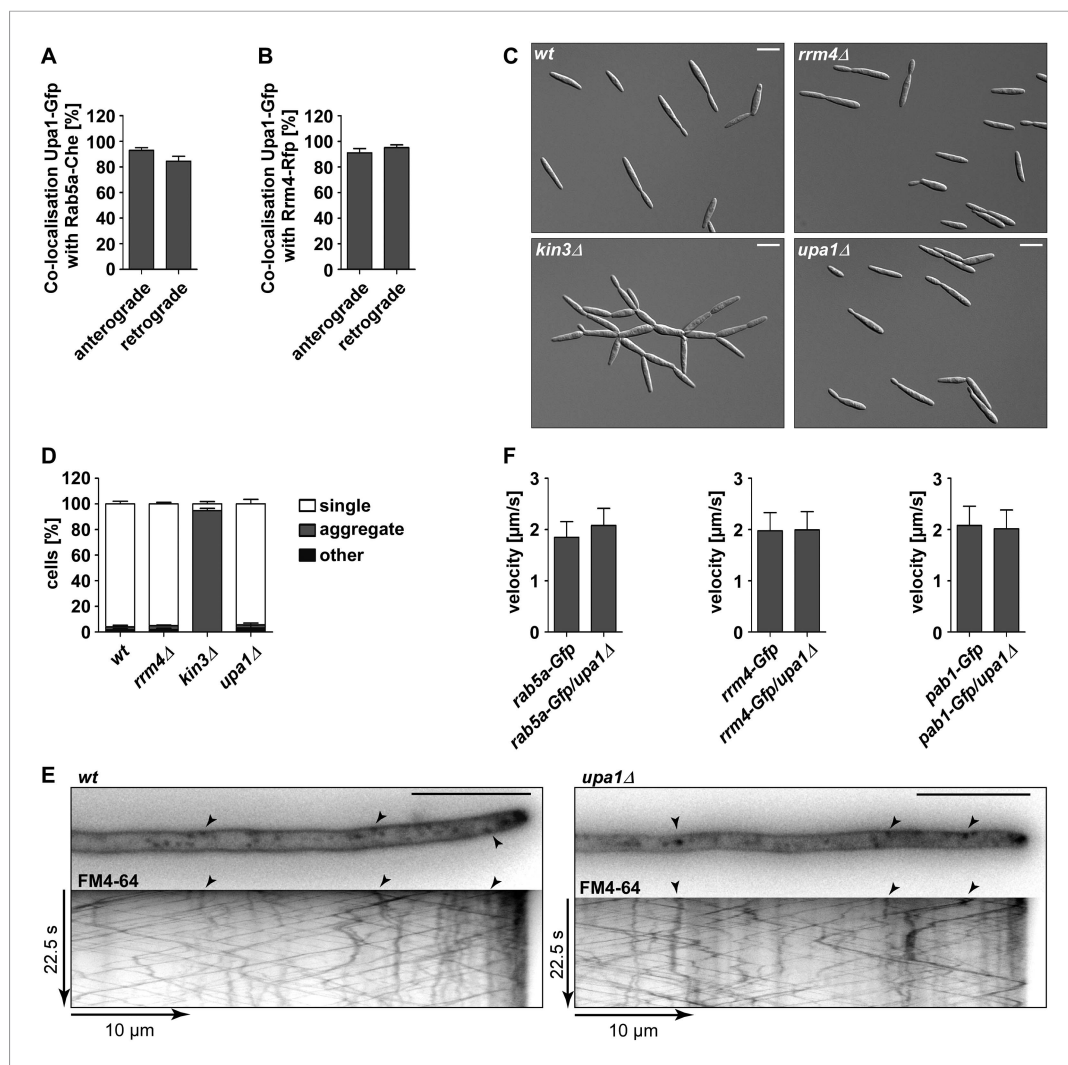 A
Co-localisation Upa1-Gfp
with Rab5a-Che [%]
120
100
80
60
40
20
0
anterograde
retrograde
B
Co-localisation Upa1-Gfp
with Rrm4-Rfp [%]
120
100
80
60
40
20
0
anterograde
retrograde
C
wt
rrm4Δ
kin3Δ
upa1Δ
D
cells [%]
120
100
80
60
40
20
0
wt
rrm4Δ
kin3Δ
upa1Δ
single
aggregate
other
F
velocity [µm/s]
3
2
1
0
rab5a-Gfp
rab5a-Gfp/upa1Δ
velocity [µm/s]
3
2
1
0
rrm4-Gfp
rrm4-Gfp/upa1Δ
velocity [µm/s]
3
2
1
0
pab1-Gfp
pab1-Gfp/upa1Δ
E
wt
FM4-64
22.5 s
10 µm
upa1Δ
FM4-64
22.5 s
10 µm